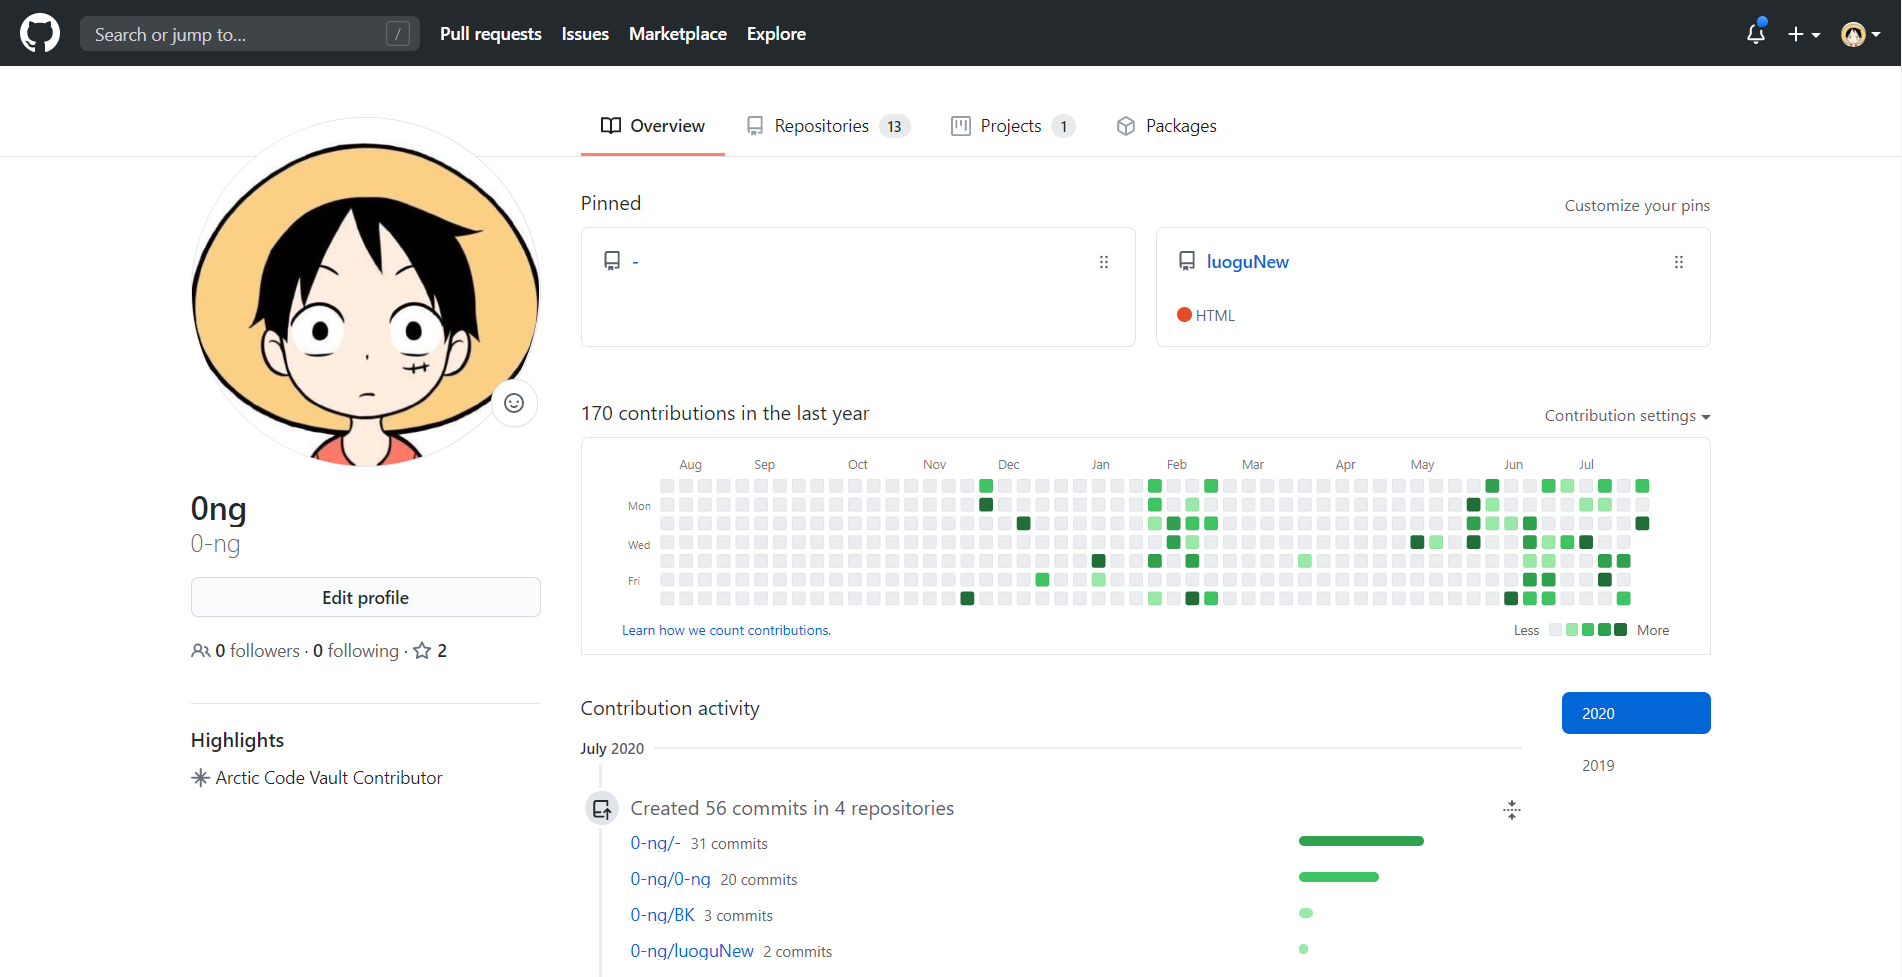 Search or jump to... / Pull requests Issues Marketplace Explore
Overview Repositories 13 Projects 1 Packages
Pinned Customize your pins
- luoguNew
HTML
170 contributions in the last year Contribution settings
Aug Sep Oct Nov Dec Jan Feb Mar Apr May Jun Jul
Mon
Wed
Fri
Learn how we count contributions. Less More
0ng
0-ng
Edit profile
0 followers · 0 following · 2
Highlights
Arctic Code Vault Contributor
Contribution activity
2020
2019
July 2020
Created 56 commits in 4 repositories
0-ng/- 31 commits
0-ng/0-ng 20 commits
0-ng/BK 3 commits
0-ng/luoguNew 2 commits